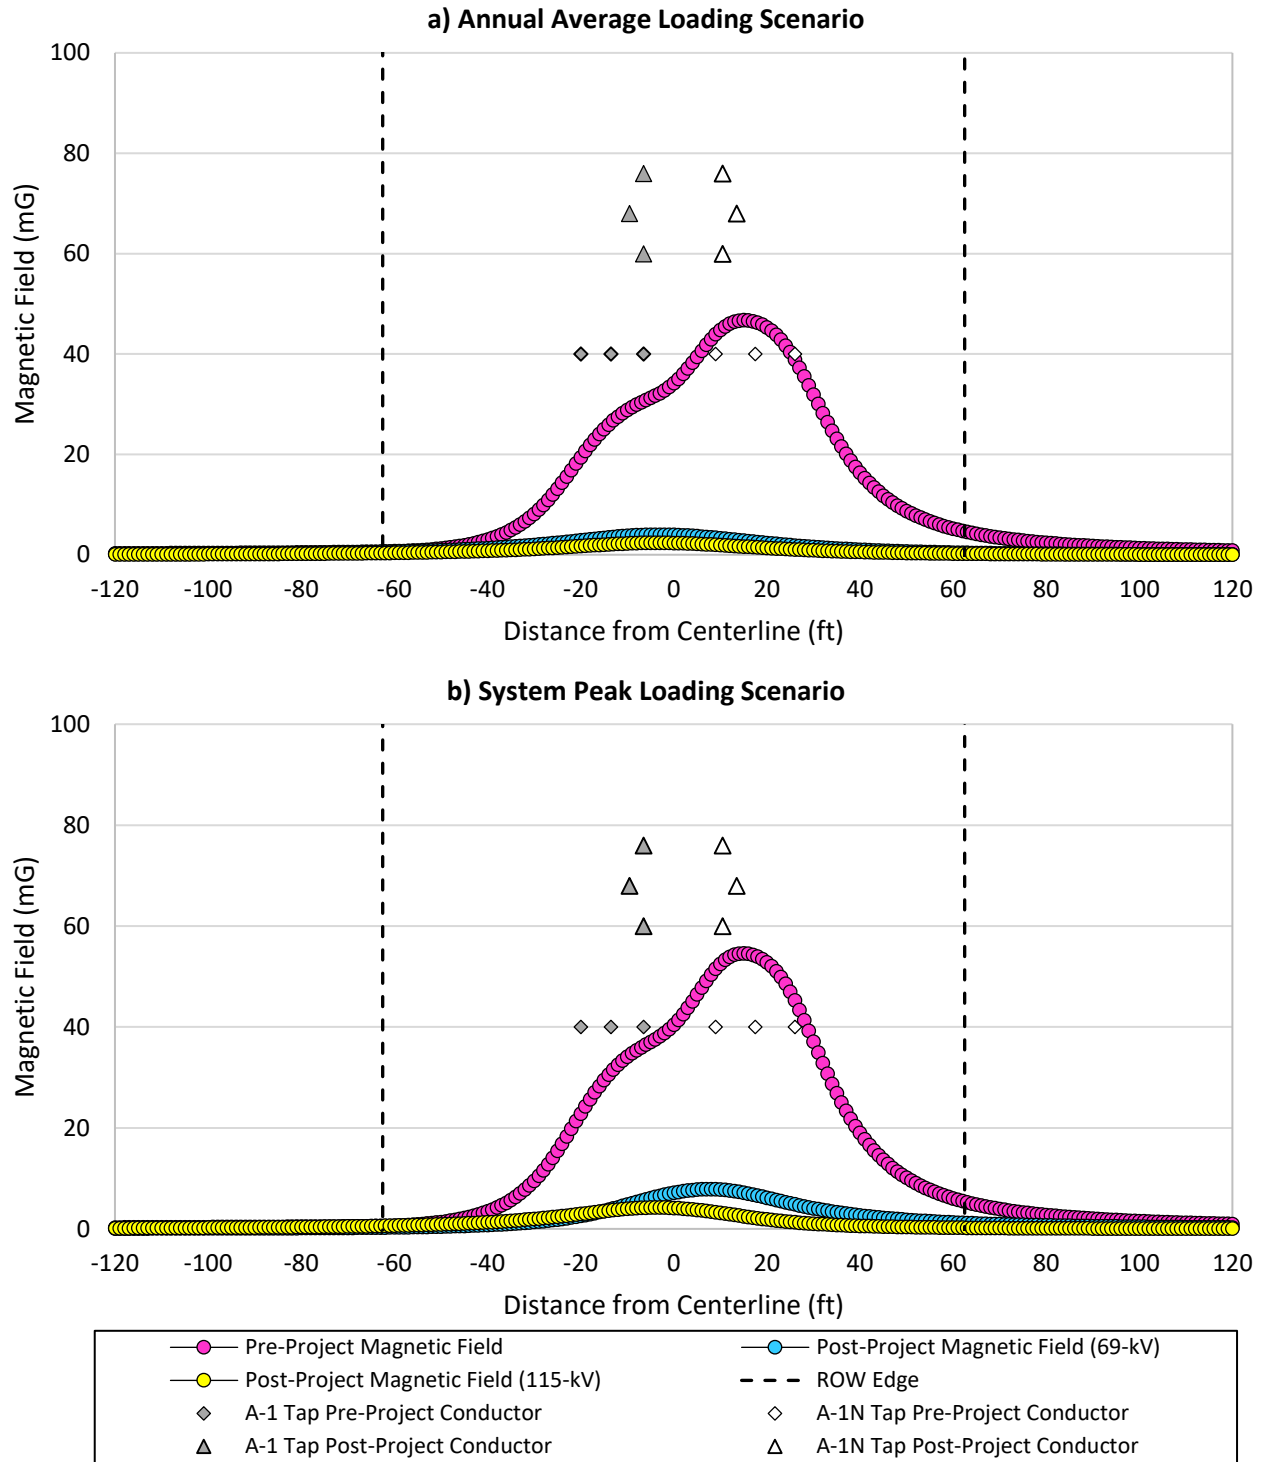 a) Annual Average Loading Scenario
100
80
60
40
20
0
Magnetic Field (mG)
-120 -100 -80 -60 -40 -20 0 20 40 60 80 100 120
Distance from Centerline (ft)
b) System Peak Loading Scenario
100
80
60
40
20
0
Magnetic Field (mG)
-120 -100 -80 -60 -40 -20 0 20 40 60 80 100 120
Distance from Centerline (ft)
Pre-Project Magnetic Field Post-Project Magnetic Field (69-kV)
Post-Project Magnetic Field (115-kV) ROW Edge
A-1 Tap Pre-Project Conductor A-1N Tap Pre-Project Conductor
A-1 Tap Post-Project Conductor A-1N Tap Post-Project Conductor